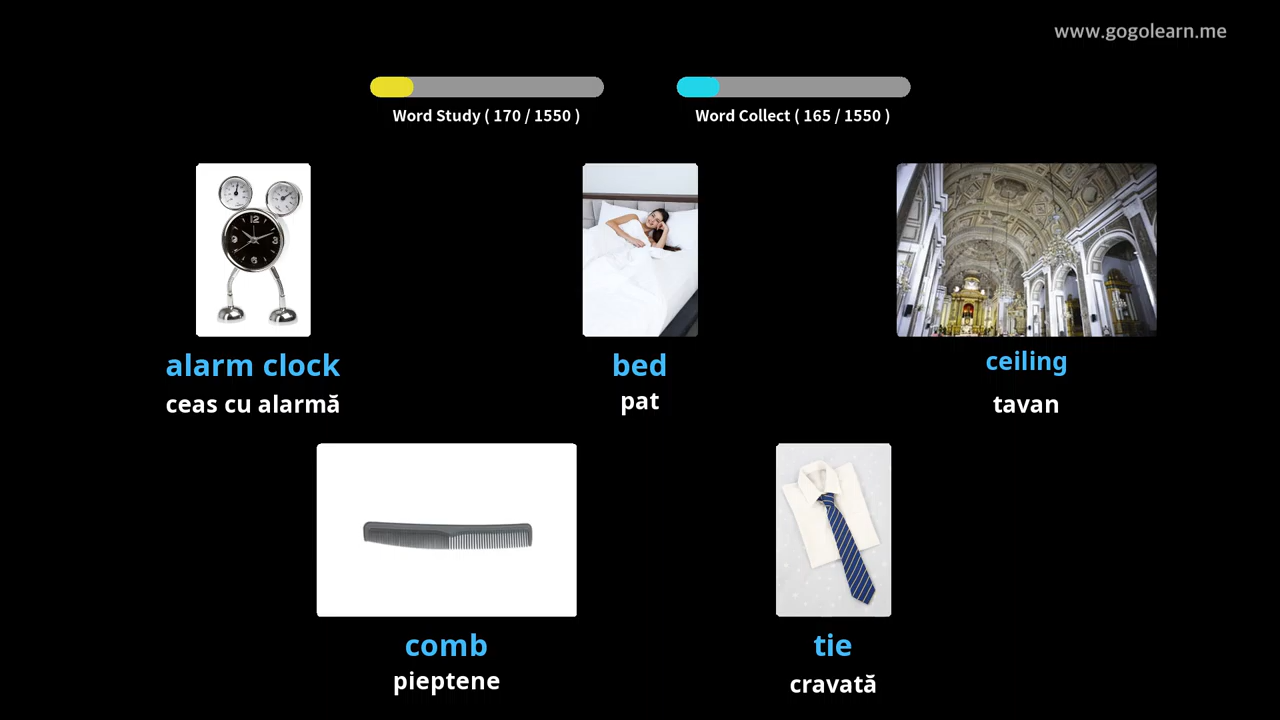 www.gogolearn.me
Word Study ( 170 / 1550 )
Word Collect ( 165 / 1550 )
alarm clock
ceas cu alarmă
bed
pat
ceiling
tavan
comb
pieptene
tie
cravată